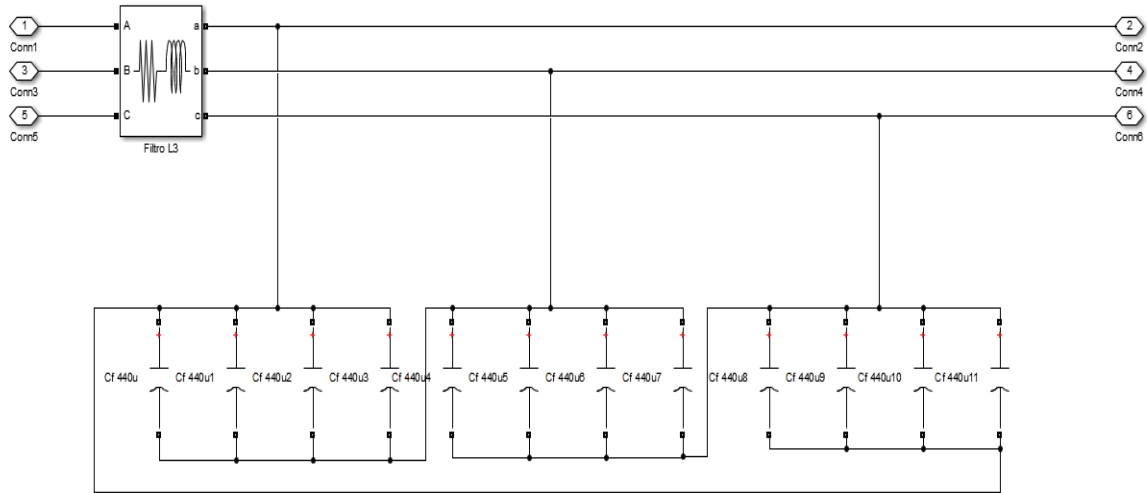 1
A
a
2
Conn1
Conn2
3
B
b
4
Conn3
Conn4
5
C
c
6
Conn5
Conn6
Filtro L3
+ + + + + + + + + + + +
Cf 440u Cf 440u1 Cf 440u2 Cf 440u3 Cf 440u4 Cf 440u5 Cf 440u6 Cf 440u7 Cf 440u8 Cf 440u9 Cf 440u10 Cf 440u11